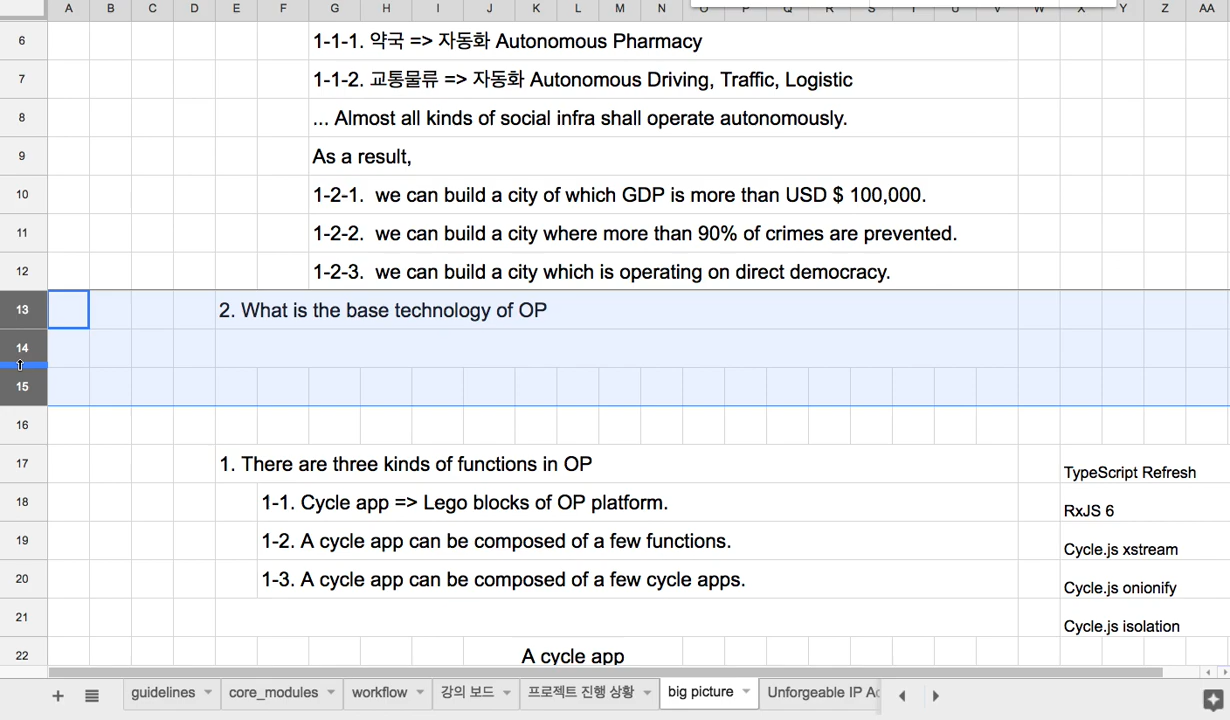 A B C D E F G H I J K L M N O P Q R S T U V W X Y Z AA
6 1-1-1. 약국 => 자동화 Autonomous Pharmacy
7 1-1-2. 교통물류 => 자동화 Autonomous Driving, Traffic, Logistic
8 ... Almost all kinds of social infra shall operate autonomously.
9 As a result,
10 1-2-1. we can build a city of which GDP is more than USD $ 100,000.
11 1-2-2. we can build a city where more than 90% of crimes are prevented.
12 1-2-3. we can build a city which is operating on direct democracy.
13 2. What is the base technology of OP
14
15
16
17 1. There are three kinds of functions in OP TypeScript Refresh
18 1-1. Cycle app => Lego blocks of OP platform. RxJS 6
19 1-2. A cycle app can be composed of a few functions. Cycle.js xstream
20 1-3. A cycle app can be composed of a few cycle apps. Cycle.js onionify
21 Cycle.js isolation
22 A cycle app
guidelines core_modules workflow 강의 보드 프로젝트 진행 상황 big picture Unforgeable IP